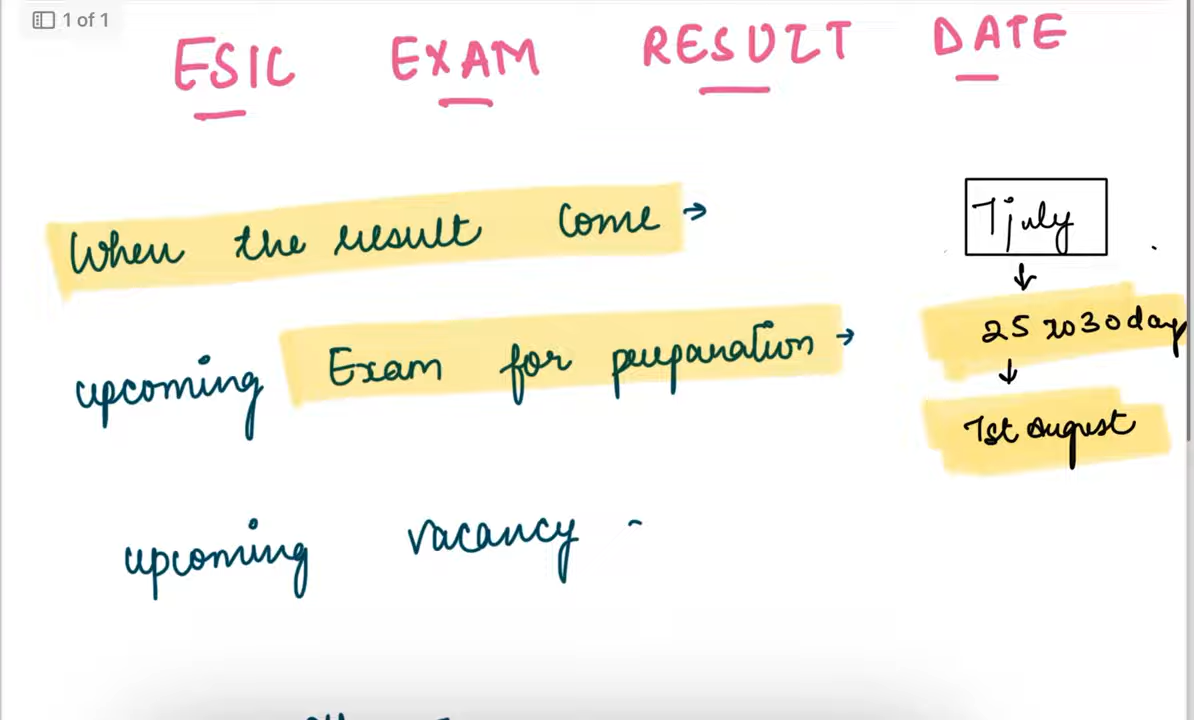 1 of 1
ESIC EXAM RESULT DATE
When the result come →
7 july
↓
25 to 30 day
↓
1st august
upcoming Exam for preparation →
upcoming vacancy